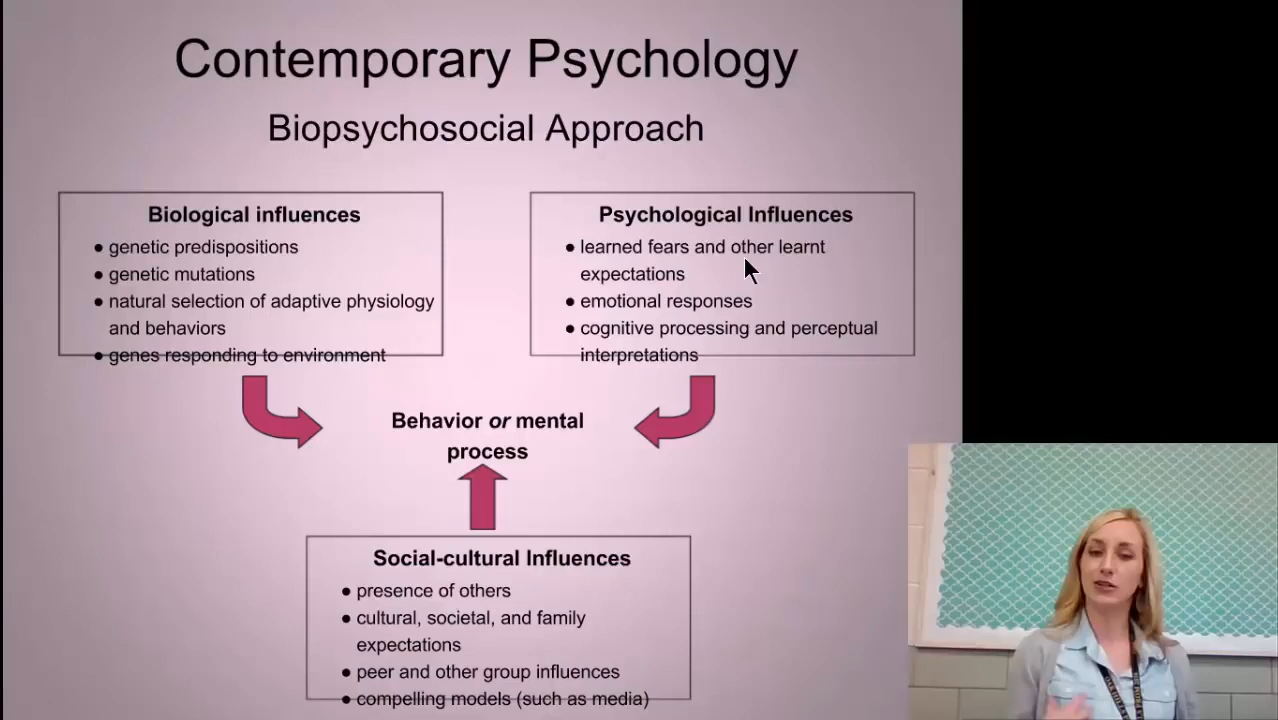 Contemporary Psychology
Biopsychosocial Approach
Biological influences
● genetic predispositions
● genetic mutations
● natural selection of adaptive physiology
and behaviors
● genes responding to environment
Psychological Influences
● learned fears and other learnt
expectations
● emotional responses
● cognitive processing and perceptual
interpretations
Behavior or mental
process
Social-cultural Influences
● presence of others
● cultural, societal, and family
expectations
● peer and other group influences
● compelling models (such as media)